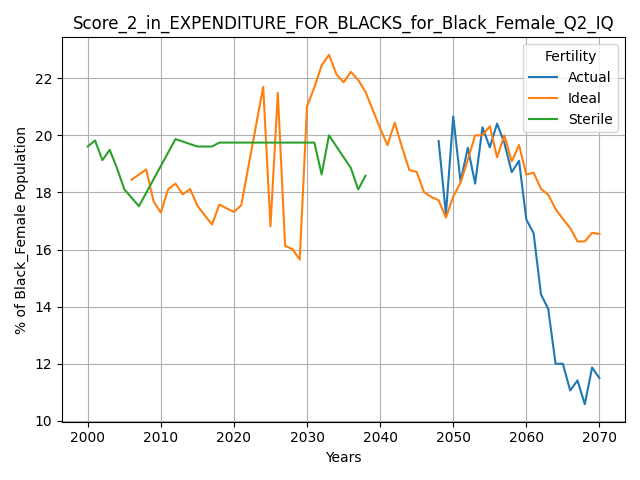 Score_2_in_EXPENDITURE_FOR_BLACKS_for_Black_Female_Q2_IQ
Fertility
Actual
Ideal
Sterile
% of Black_Female Population
22
20
18
16
14
12
10
2000 2010 2020 2030 2040 2050 2060 2070
Years